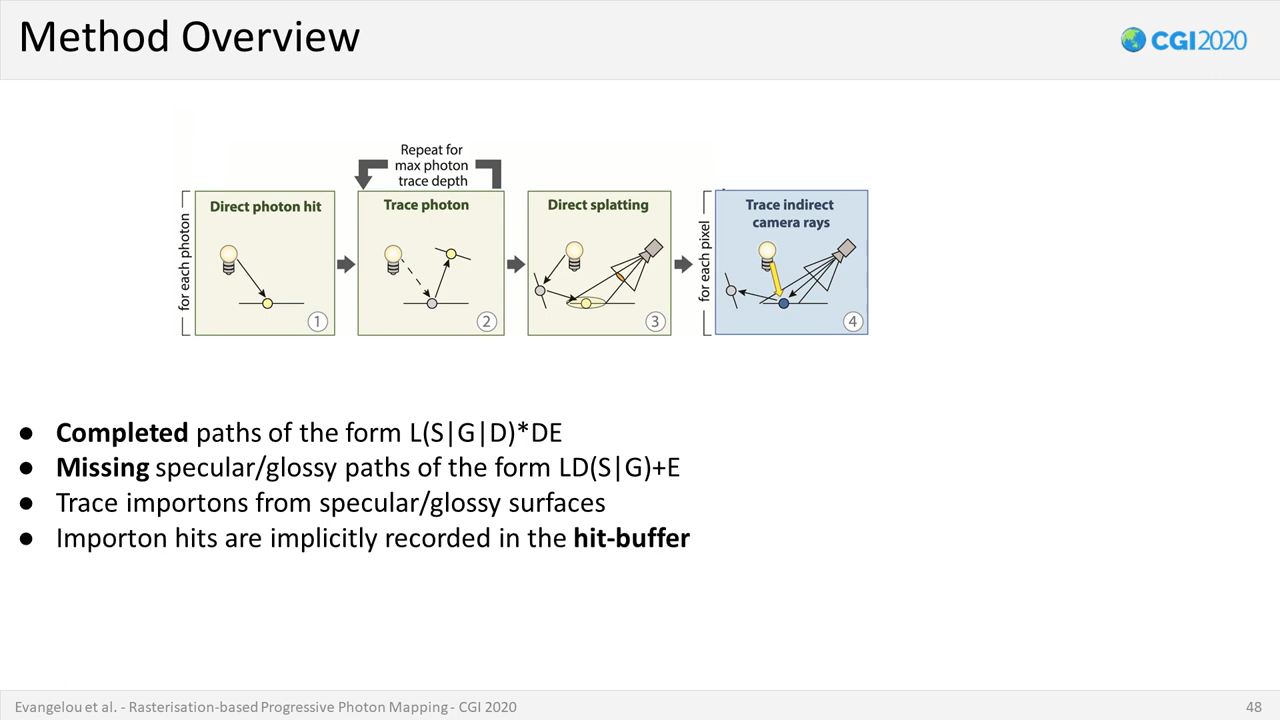 Method Overview
CGI2020
Repeat for
max photon
trace depth
for each photon
Direct photon hit
1
Trace photon
2
Direct splatting
3
for each pixel
Trace indirect
camera rays
4
● Completed paths of the form L(S|G|D)*DE
● Missing specular/glossy paths of the form LD(S|G)+E
● Trace importons from specular/glossy surfaces
● Importon hits are implicitly recorded in the hit-buffer
Evangelou et al. - Rasterisation-based Progressive Photon Mapping - CGI 2020
48